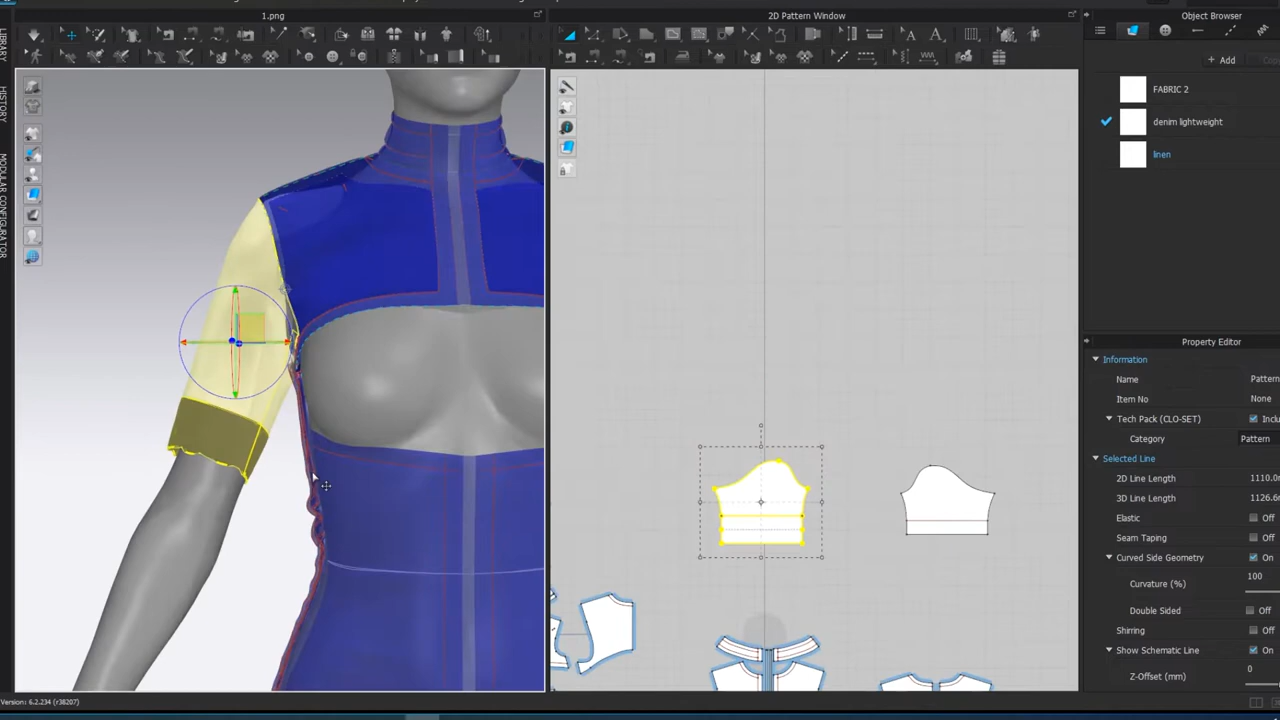 1.png
2D Pattern Window
Object Browser
LIBRARY
HISTORY
MODULAR CONFIGURATOR
+ Add
FABRIC 2
denim lightweight
linen
Property Editor
Information
Name Pattern
Item No None
Tech Pack (CLO-SET) Inclu
Category Pattern
Selected Line
2D Line Length 1110.0m
3D Line Length 1126.6m
Elastic Off
Seam Taping Off
Curved Side Geometry On
Curvature (%) 100
Double Sided Off
Shirring Off
Show Schematic Line On
Z-Offset (mm) 0
Version: 6.2.234 (r38207)